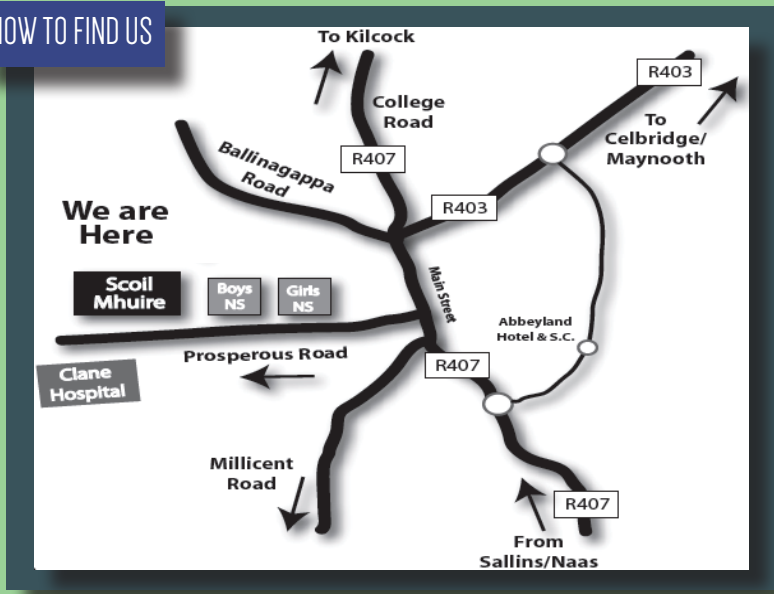 HOW TO FIND US
To Kilcock
R403
College
Road
To
Celbridge/
Maynooth
R407
Ballinagappa
Road
R403
We are
Here
Scoil
Mhuire
Boys
NS
Girls
NS
Main Street
Abbeyland
Hotel & S.C.
Prosperous Road
R407
Clane
Hospital
Millicent
Road
R407
From
Sallins/Naas